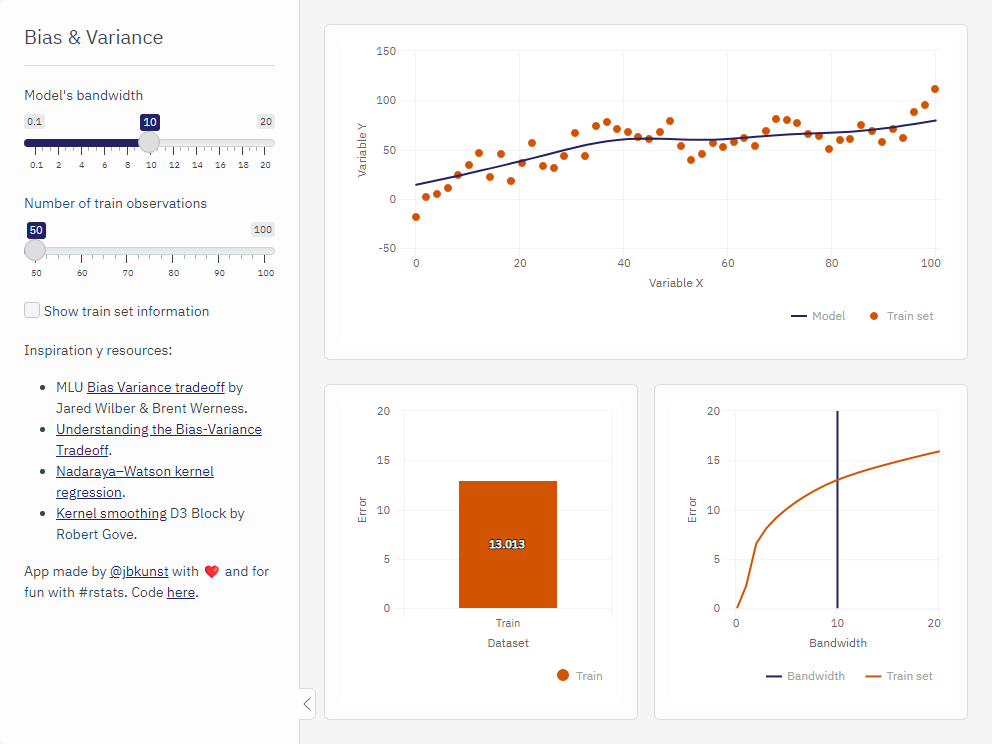 Bias & Variance
Model's bandwidth
0.1 10 20
0.1 2 4 6 8 10 12 14 16 18 20
Number of train observations
50 100
50 60 70 80 90 100
Show train set information
Inspiration y resources:
MLU Bias Variance tradeoff by
Jared Wilber & Brent Werness.
Understanding the Bias-Variance
Tradeoff.
Nadaraya–Watson kernel
regression.
Kernel smoothing D3 Block by
Robert Gove.
App made by @jbkunst with ❤️ and for
fun with #rstats. Code here.
150
100
50
0
-50
Variable Y
0 20 40 60 80 100
Variable X
Model Train set
20
15
10
5
0
Error
13.013
Train
Dataset
Train
20
15
10
5
0
Error
0 10 20
Bandwidth
Bandwidth Train set